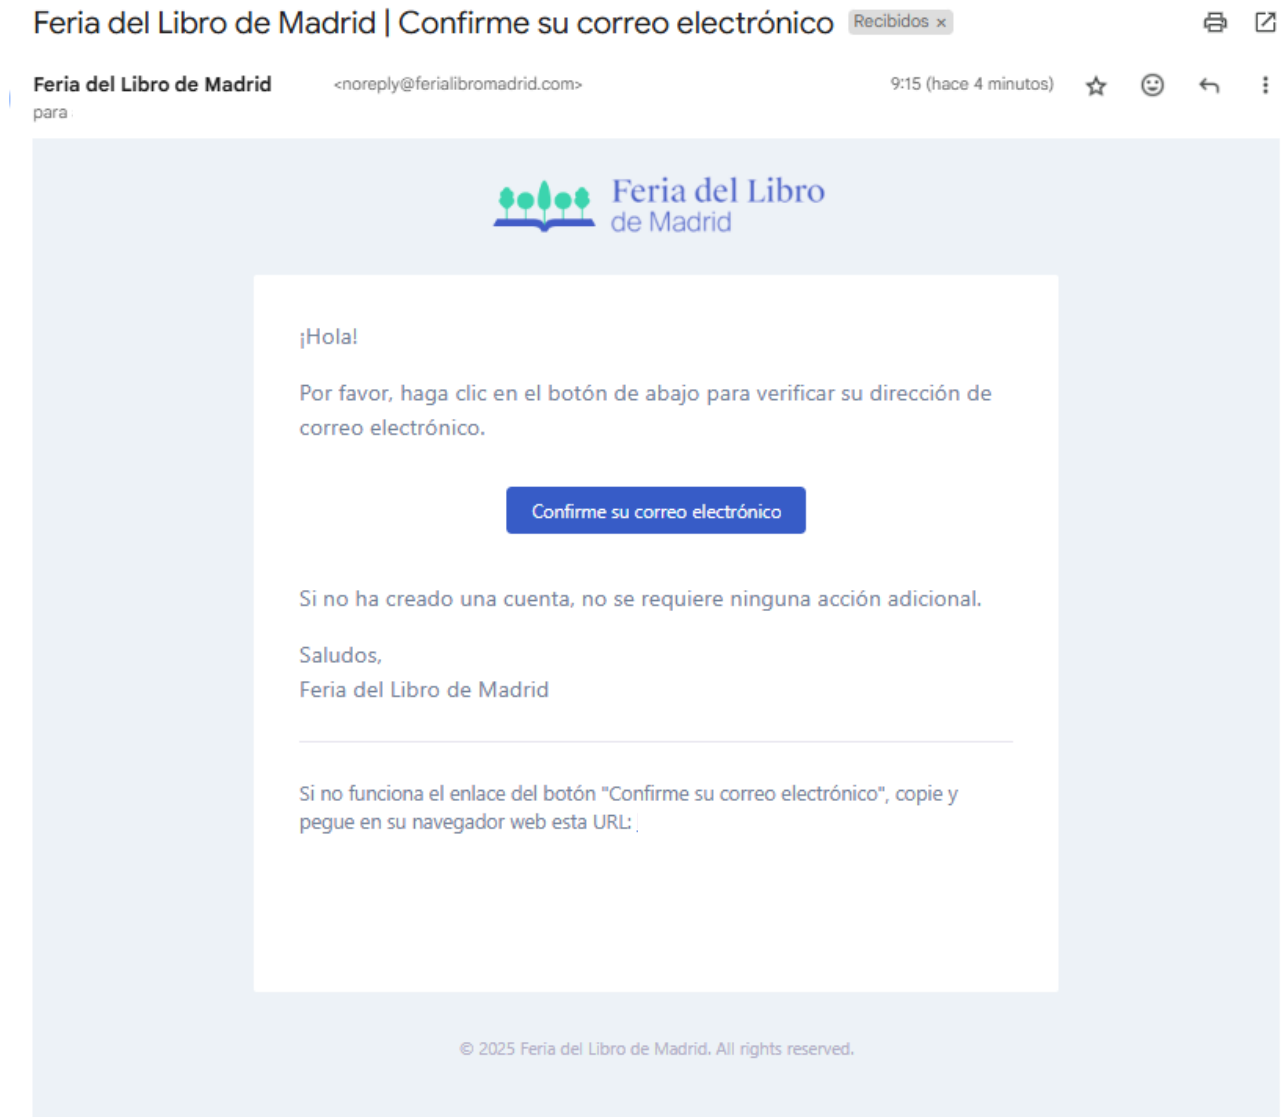 Feria del Libro de Madrid | Confirme su correo electrónico Recibidos ×
Feria del Libro de Madrid <noreply@ferialibromadrid.com> 9:15 (hace 4 minutos)
para
Feria del Libro
de Madrid
¡Hola!
Por favor, haga clic en el botón de abajo para verificar su dirección de
correo electrónico.
Confirme su correo electrónico
Si no ha creado una cuenta, no se requiere ninguna acción adicional.
Saludos,
Feria del Libro de Madrid
Si no funciona el enlace del botón "Confirme su correo electrónico", copie y
pegue en su navegador web esta URL:
© 2025 Feria del Libro de Madrid. All rights reserved.